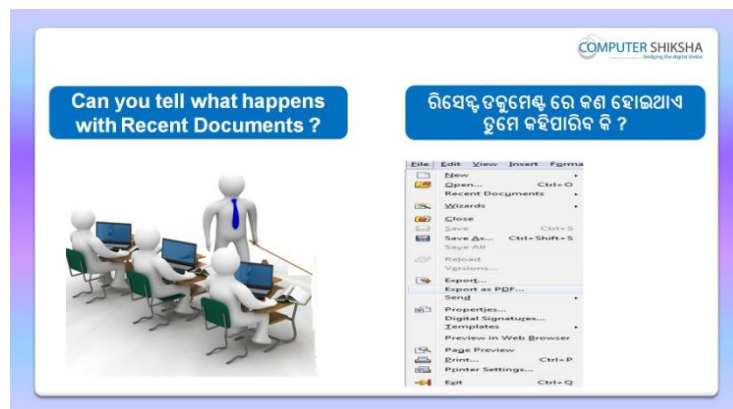 COMPUTER SHIKSHA
bridging the digital divide
Can you tell what happens
with Recent Documents ?
ରିସେନ୍ଟ ଡକୁମେଣ୍ଟ ରେ କଣ ହୋଇଥାଏ
ତୁମେ କହିପାରିବ କି ?
File Edit View Insert Forma
New
Open... Ctrl+O
Recent Documents
Wizards
Close
Save Ctrl+S
Save As... Ctrl+Shift+S
Save All
Reload
Versions...
Export...
Export as PDF...
Send
Properties...
Digital Signatures...
Templates
Preview in Web Browser
Page Preview
Print... Ctrl+P
Printer Settings...
Exit Ctrl+Q